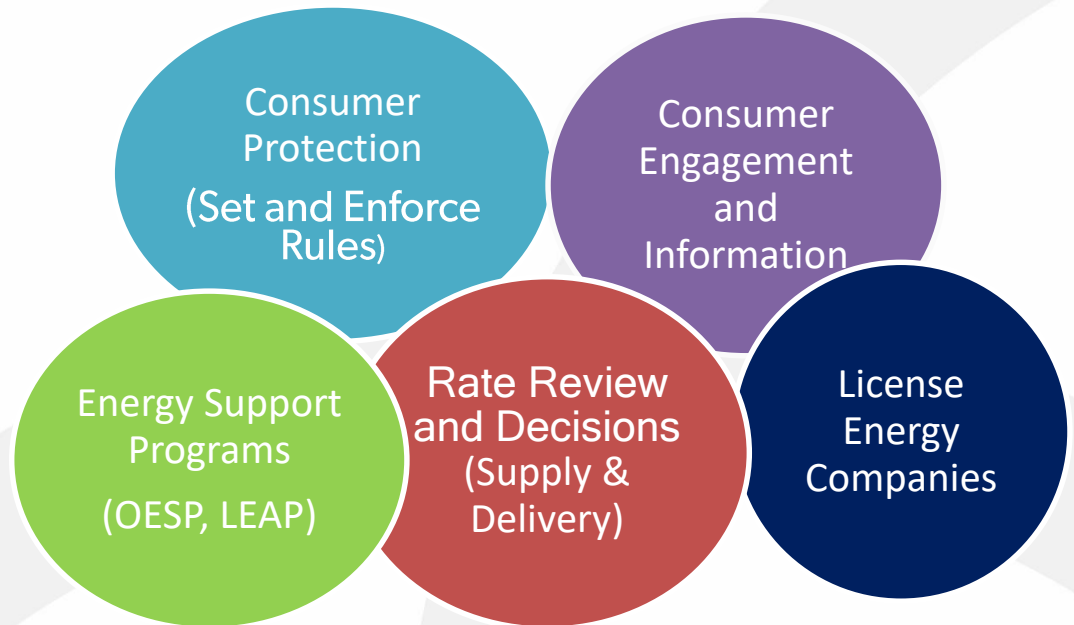 Consumer
Protection
(Set and Enforce
Rules)
Consumer
Engagement
and
Information
Energy Support
Programs
(OESP, LEAP)
Rate Review
and Decisions
(Supply &
Delivery)
License
Energy
Companies